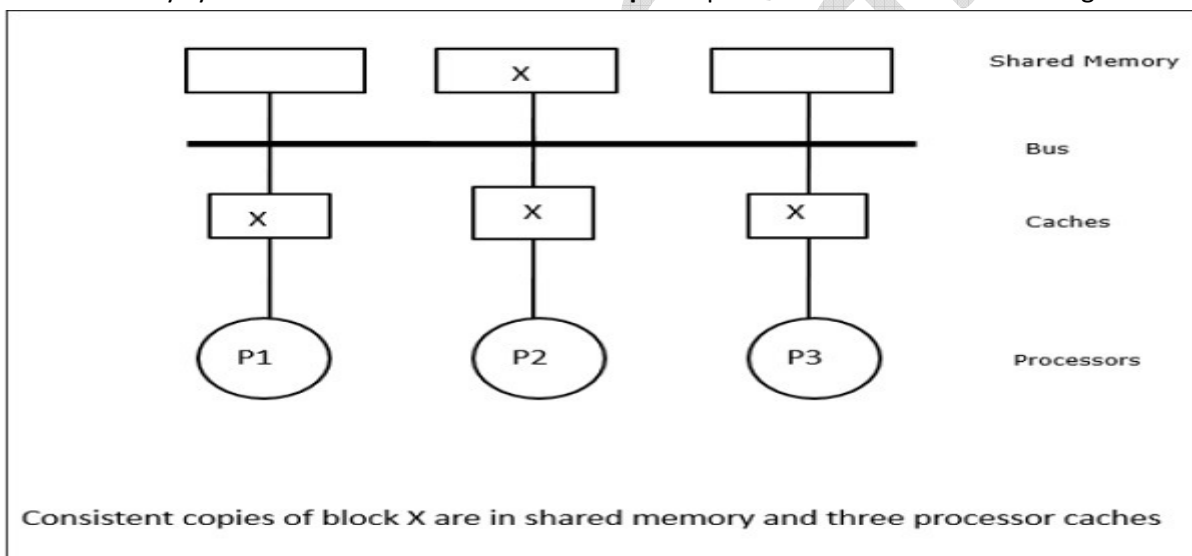 X Shared Memory
Bus
X X X Caches
P1 P2 P3 Processors
Consistent copies of block X are in shared memory and three processor caches